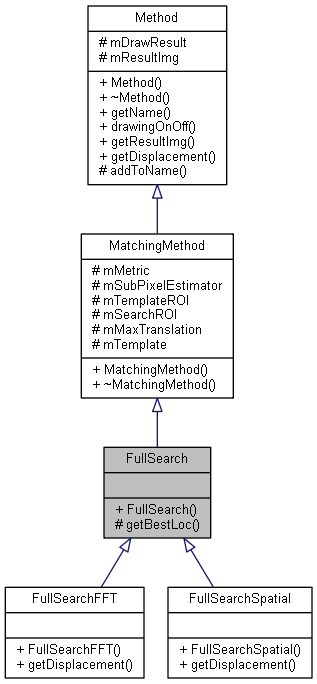 Method
# mDrawResult
# mResultImg
+ Method()
+ ~Method()
+ getName()
+ drawingOnOff()
+ getResultImg()
+ getDisplacement()
# addToName()
MatchingMethod
# mMetric
# mSubPixelEstimator
# mTemplateROI
# mSearchROI
# mMaxTranslation
# mTemplate
+ MatchingMethod()
+ ~MatchingMethod()
FullSearch
+ FullSearch()
# getBestLoc()
FullSearchFFT
+ FullSearchFFT()
+ getDisplacement()
FullSearchSpatial
+ FullSearchSpatial()
+ getDisplacement()